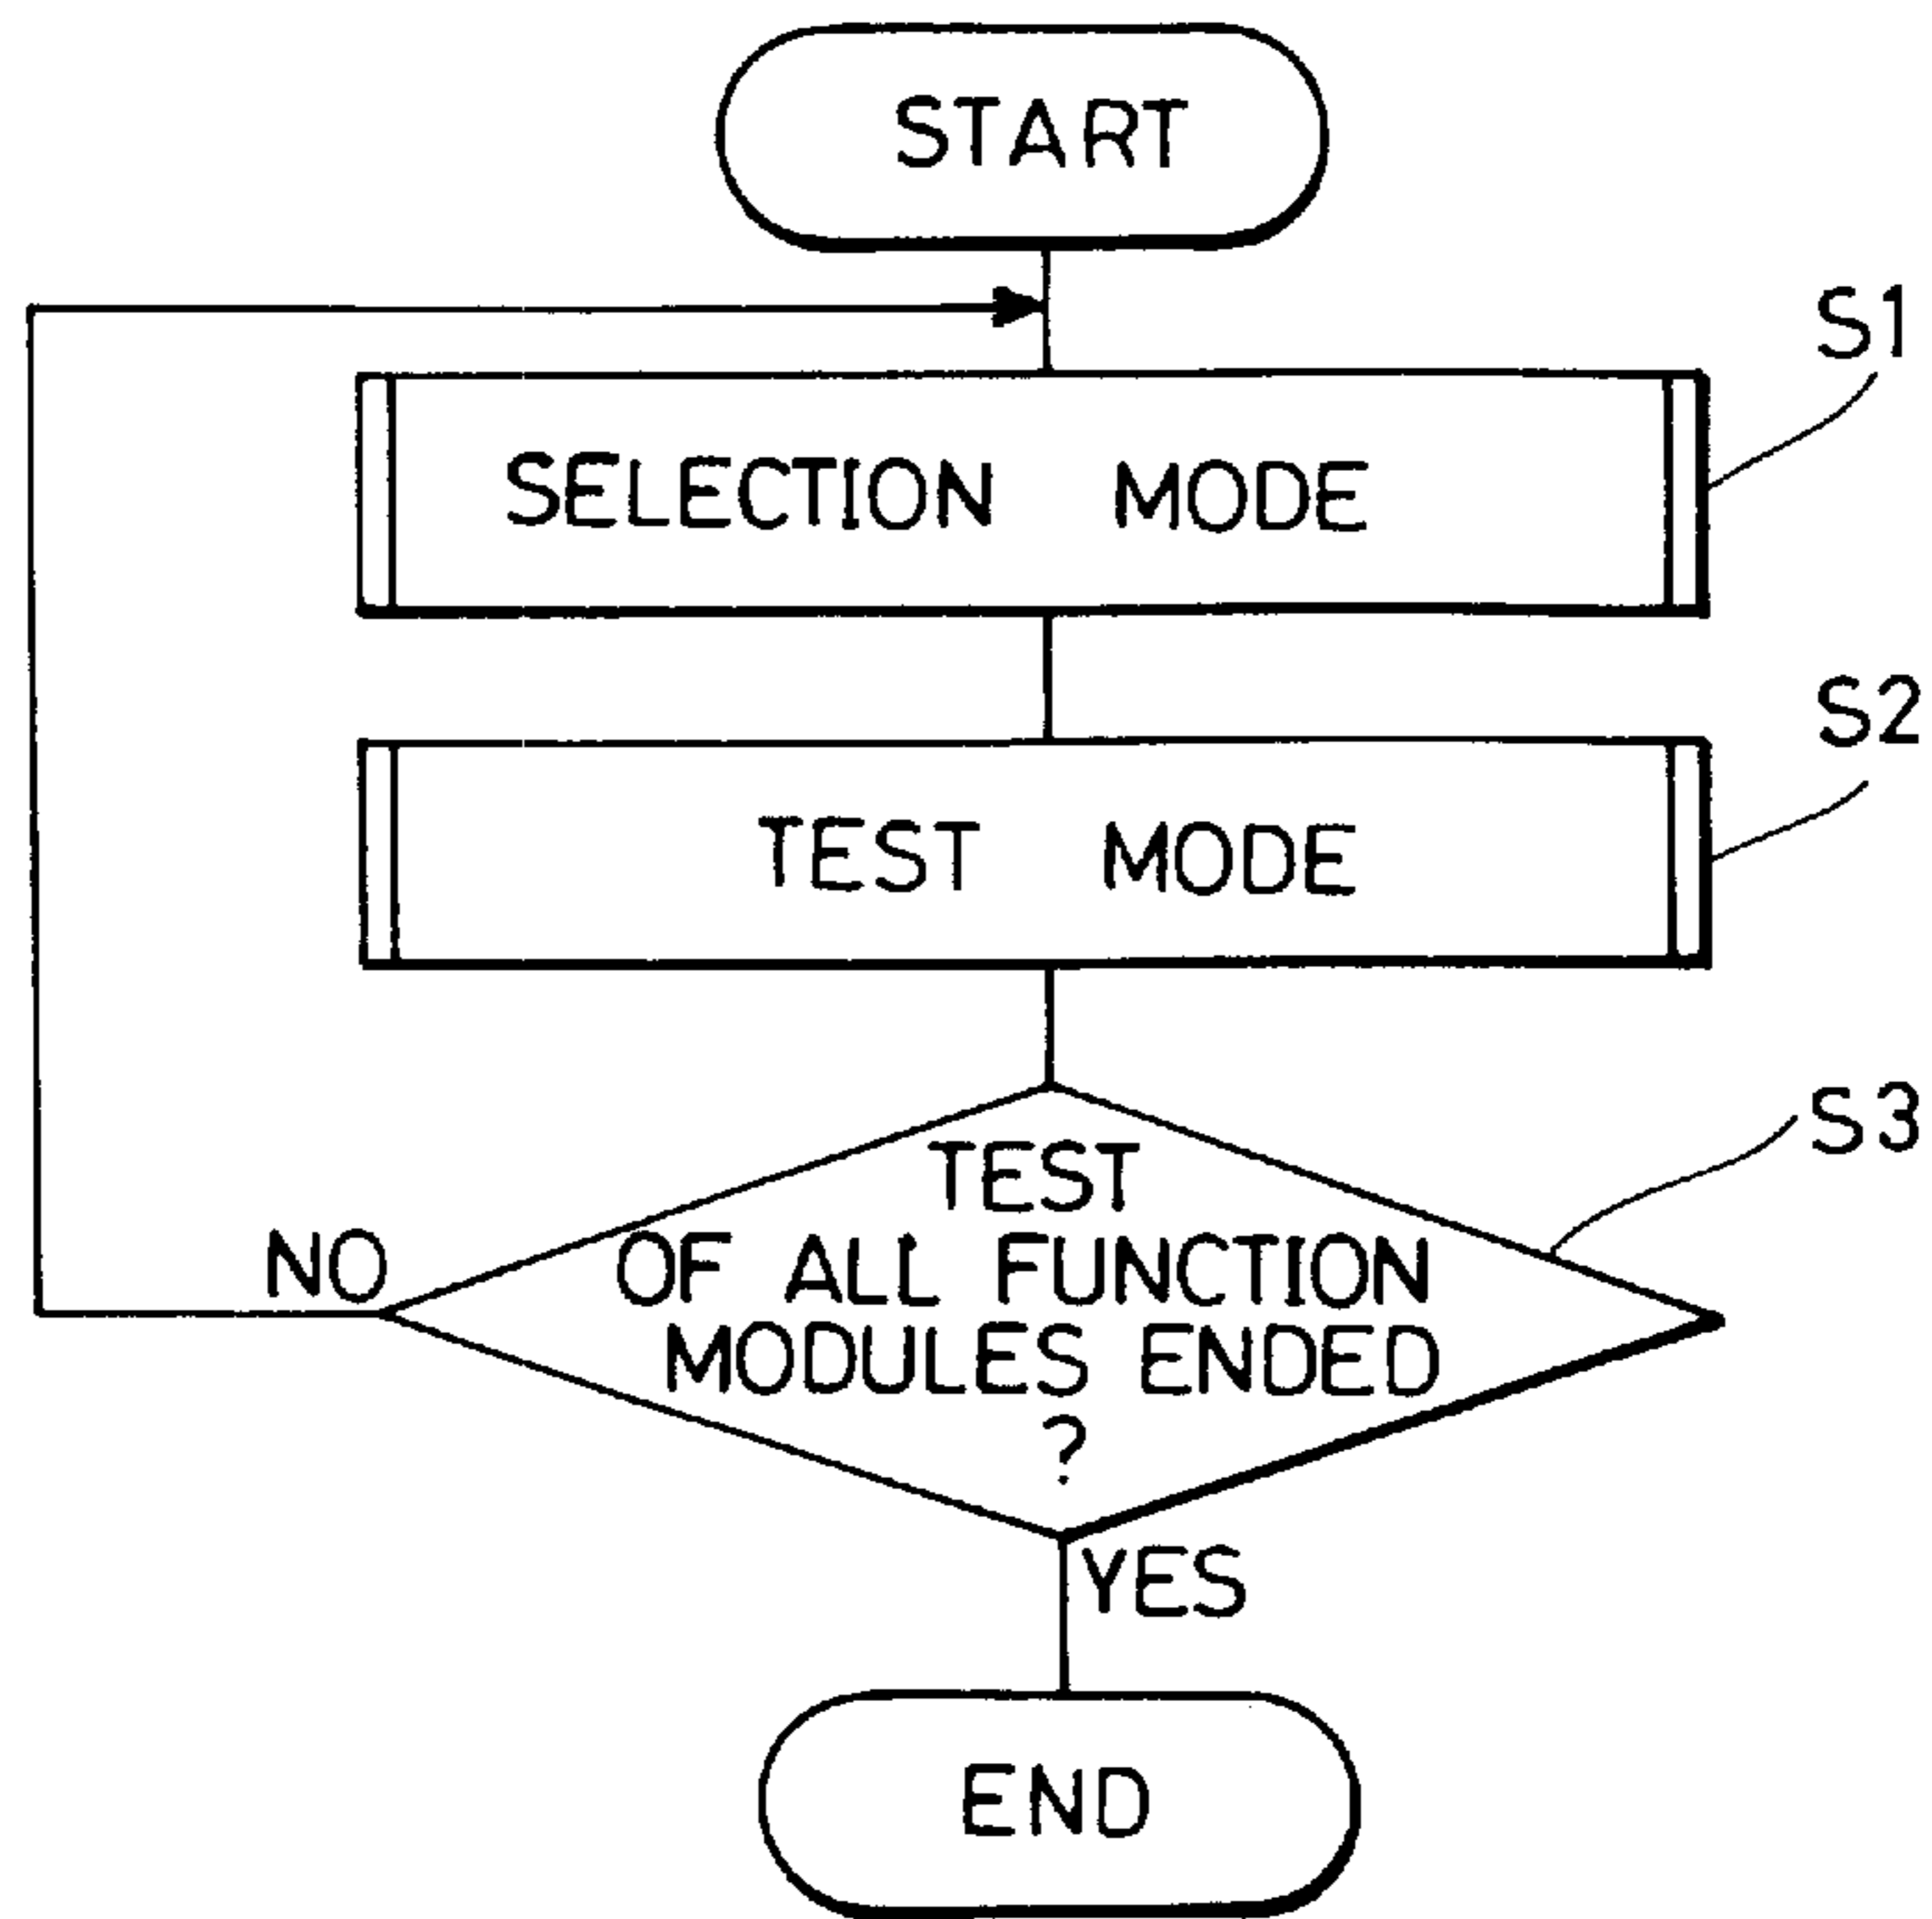 START
S1
SELECTION MODE
S2
TEST MODE
S3
TEST
NO
OF ALL FUNCTION
MODULES ENDED
?
YES
END